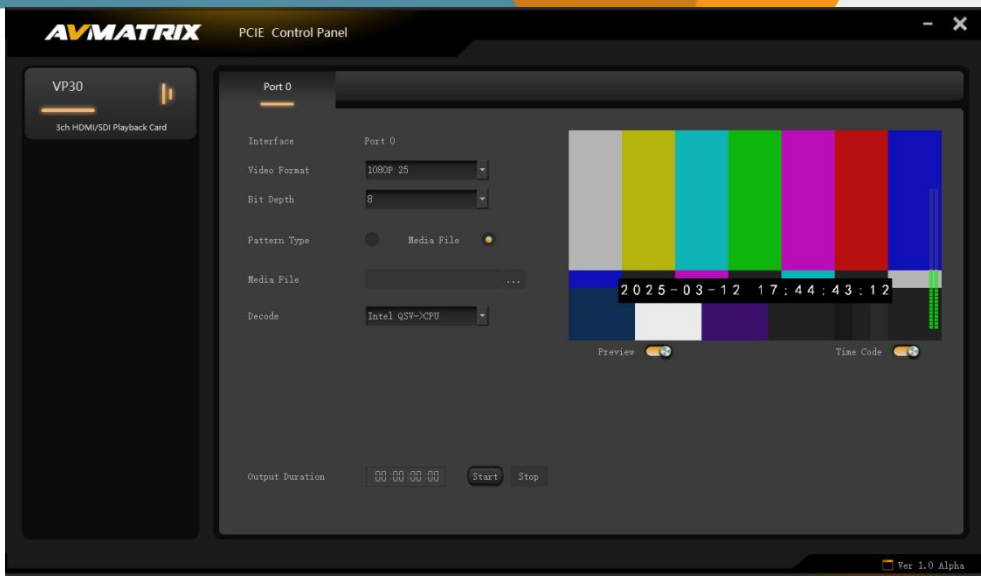 AVMATRIX
PCIE Control Panel
VP30
3ch HDMI/SDI Playback Card
Port 0
Interface Port 0
Video Format 1080P 25
Bit Depth 8
Pattern Type Media File
Media File ...
Decode Intel QSV->CPU
2025-03-12 17:44:43:12
Preview Time Code
Output Duration 00:00:00:00 Start Stop
Ver 1.0 Alpha